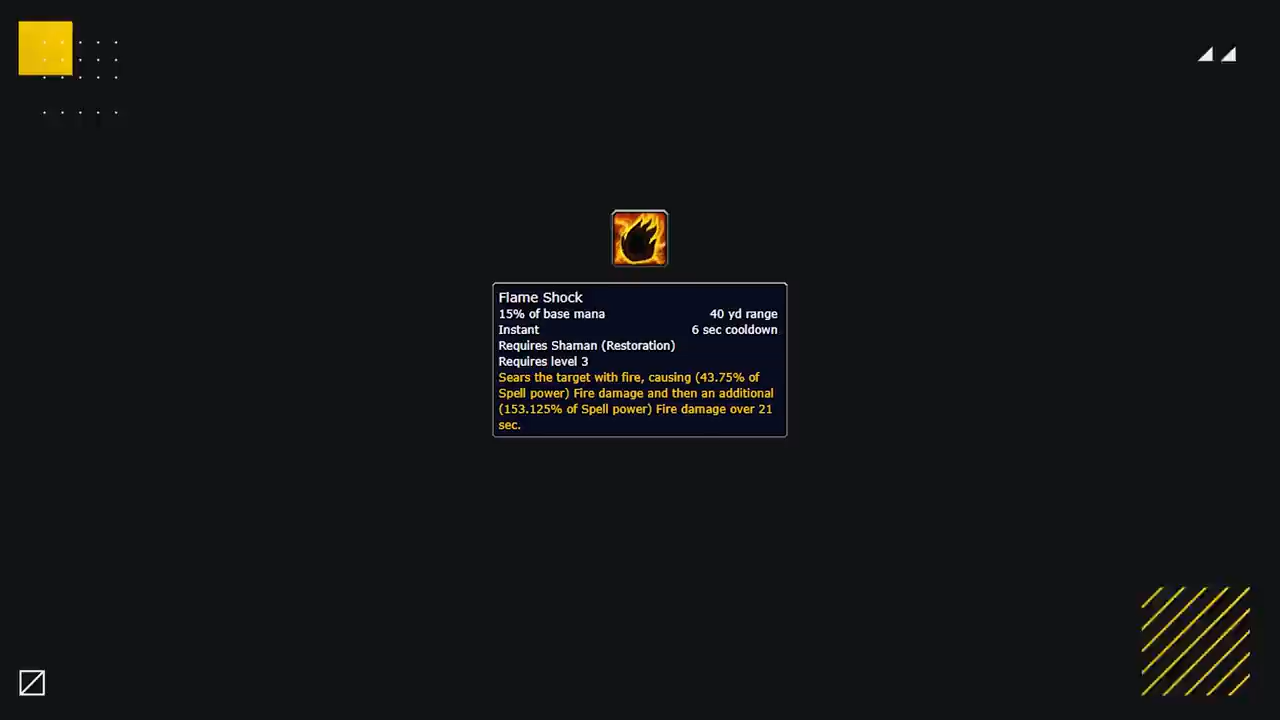 Flame Shock
15% of base mana 40 yd range
Instant 6 sec cooldown
Requires Shaman (Restoration)
Requires level 3
Sears the target with fire, causing (43.75% of
Spell power) Fire damage and then an additional
(153.125% of Spell power) Fire damage over 21
sec.